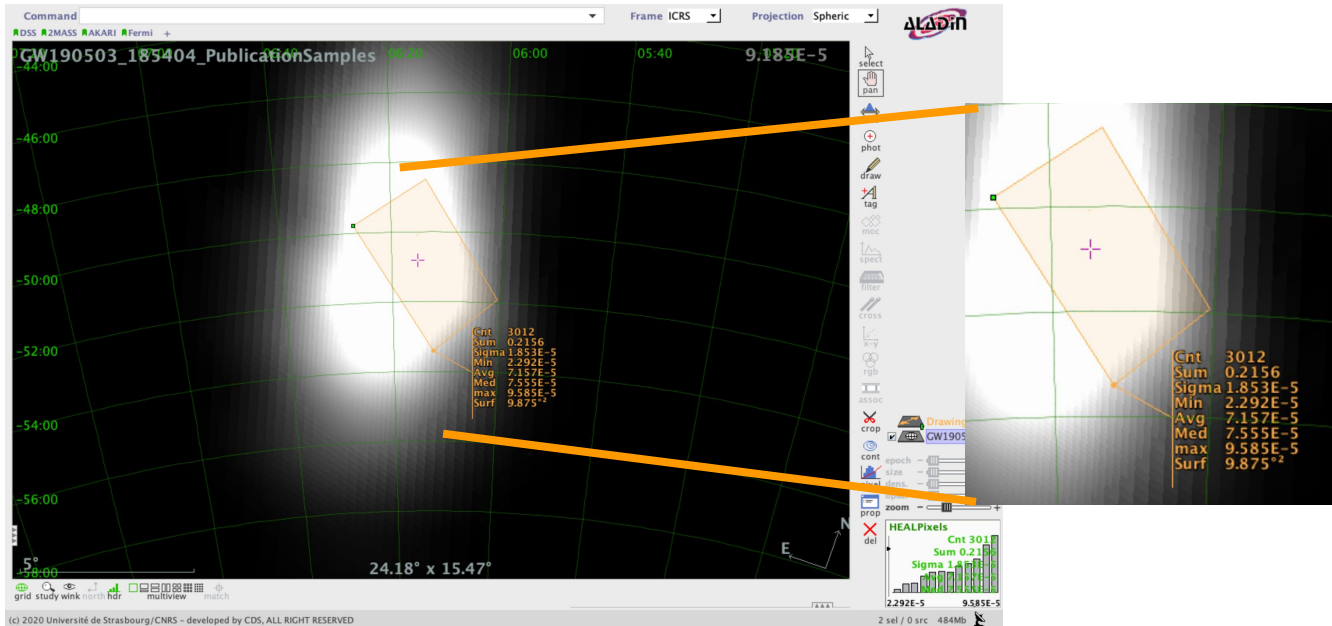 Command Frame ICRS Projection Spheric ALADIN
DSS 2MASS AKARI Fermi +
GW190503_185404_PublicationSamples 06:00 05:40 9.185E-5
-44:00
-46:00
-48:00
-50:00
-52:00
-54:00
-56:00
-58:00
Cnt 3012
Sum 0.2156
Sigma 1.853E-5
Min 2.292E-5
Avg 7.157E-5
Med 7.555E-5
max 9.585E-5
Surf 9.875°²
5°
24.18° x 15.47°
E
N
select
pan
phot
draw
tag
moc
spect
filter
cross
x-y
rgb
assoc
crop
cont
pixel
prop
del
Drawing
GW1905
epoch
size
dens.
zoom - +
HEALPixels
Cnt 3012
Sum 0.2156
2.292E-5 9.585E-5
grid study wink north hdr multiview match
(c) 2020 Université de Strasbourg/CNRS - developed by CDS, ALL RIGHT RESERVED 2 sel / 0 src 484Mb
Cnt 3012
Sum 0.2156
Sigma 1.853E-5
Min 2.292E-5
Avg 7.157E-5
Med 7.555E-5
max 9.585E-5
Surf 9.875°²